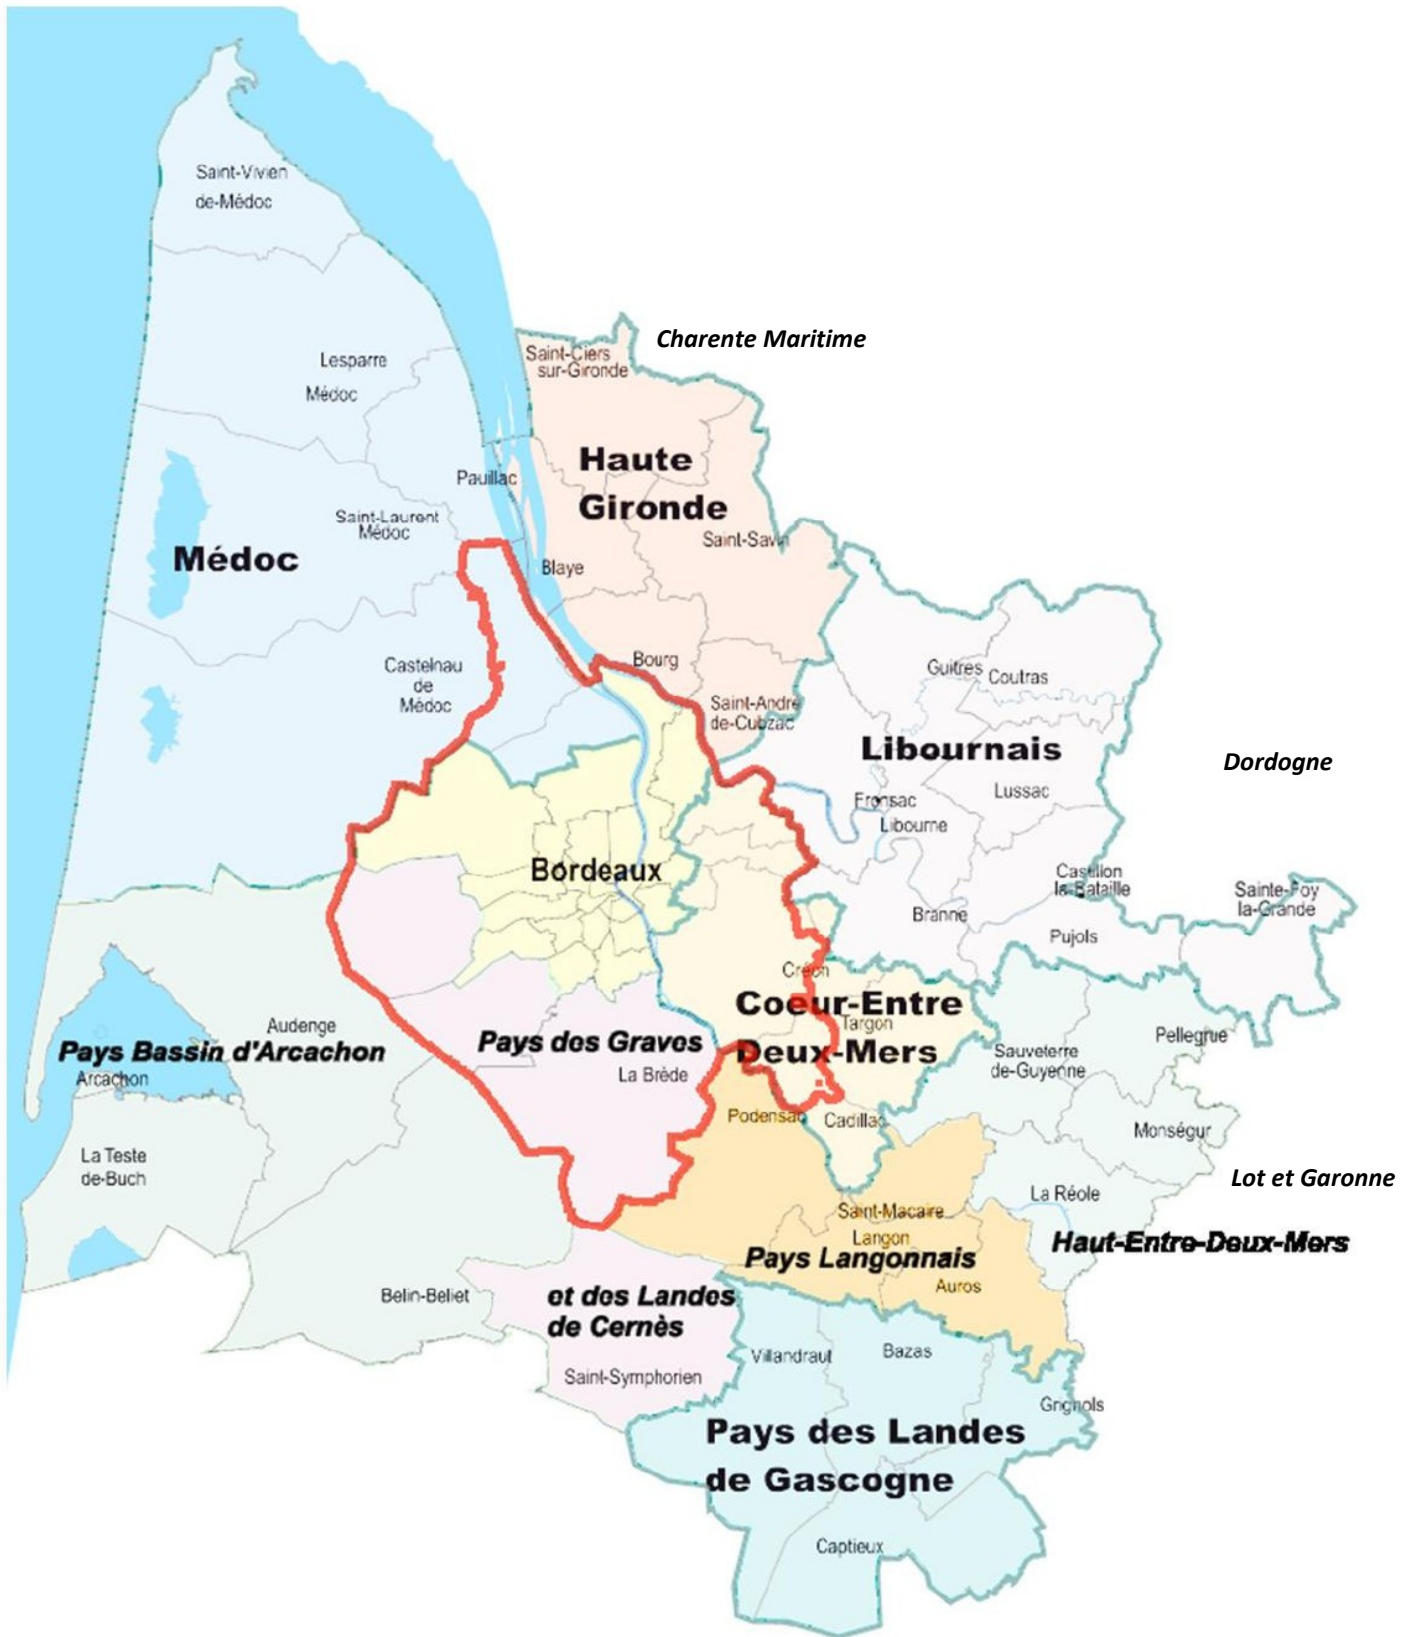 Saint-Vivien
de-Médoc
Charente Maritime
Saint-Ciers
sur-Gironde
Lesparre
Médoc
Haute
Gironde
Pauillac
Saint-Laurent
Médoc
Saint-Savin
Médoc
Blaye
Castelnau
de
Médoc
Bourg
Guitres
Coutras
Saint-André
de-Cubzac
Libournais
Dordogne
Lussac
Fronsac
Libourne
Bordeaux
Castillon
la-Bataille
Sainte-Foy
la-Grande
Branne
Pujols
Créon
Coeur-Entre
Deux-Mers
Targon
Audenge
Pays Bassin d'Arcachon
Arcachon
Pays des Graves
La Brède
Sauveterre
de-Guyenne
Pellegrue
Podensac
Cadillac
Monségur
La Teste
de-Buch
Lot et Garonne
La Réole
Saint-Macaire
Langon
Pays Langonnais
Haut-Entre-Deux-Mers
Auros
Belin-Beliet
et des Landes
de Cernès
Villandraut
Bazas
Saint-Symphorien
Grignols
Pays des Landes
de Gascogne
Captieux